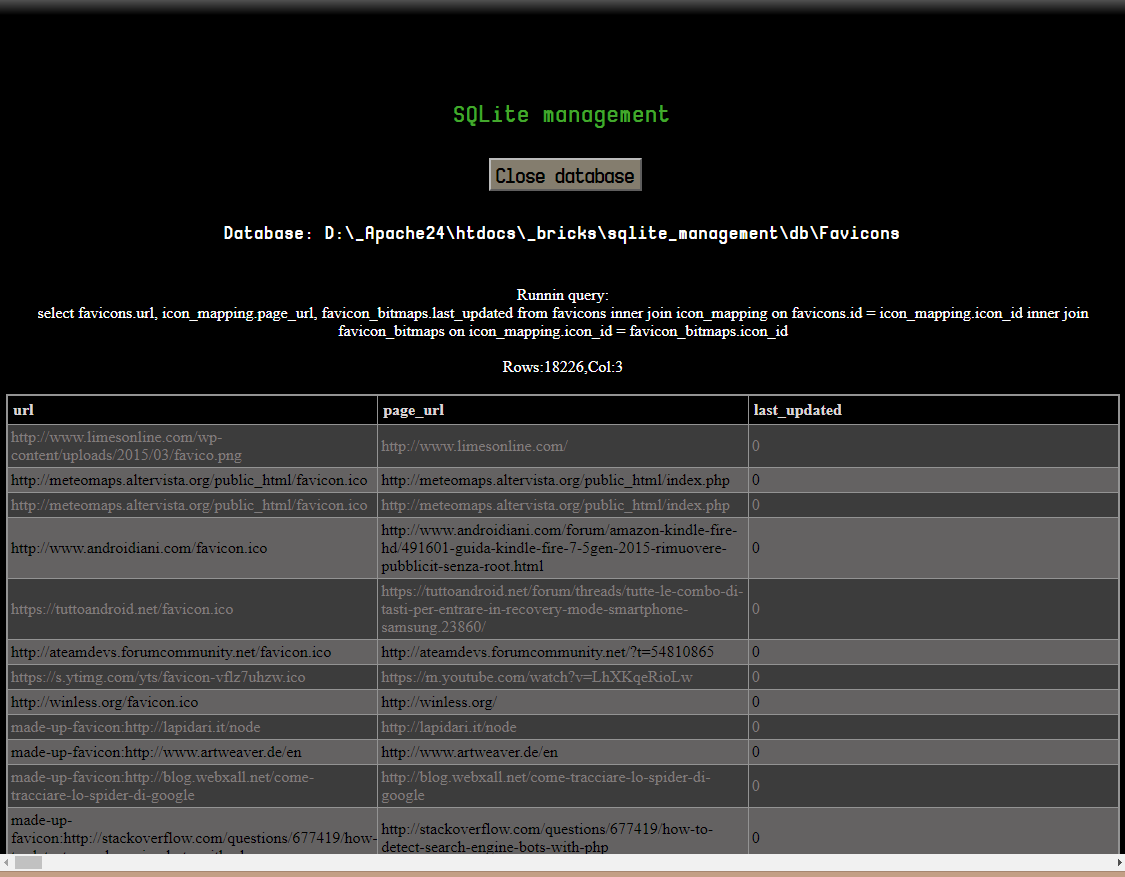 SQLite management
Close database
Database: D:\_Apache24\htdocs\_bricks\sqlite_management\db\Favicons
Runnin query:
select favicons.url, icon_mapping.page_url, favicon_bitmaps.last_updated from favicons inner join icon_mapping on favicons.id = icon_mapping.icon_id inner join
favicon_bitmaps on icon_mapping.icon_id = favicon_bitmaps.icon_id
Rows:18226,Col:3
url page_url last_updated
http://www.limesonline.com/wp-
content/uploads/2015/03/favico.png
http://www.limesonline.com/
0
http://meteomaps.altervista.org/public_html/favicon.ico http://meteomaps.altervista.org/public_html/index.php 0
http://meteomaps.altervista.org/public_html/favicon.ico http://meteomaps.altervista.org/public_html/index.php 0
http://www.androidiani.com/favicon.ico
http://www.androidiani.com/forum/amazon-kindle-fire-
hd/491601-guida-kindle-fire-7-5gen-2015-rimuovere-
pubblicit-senza-root.html
0
https://tuttoandroid.net/favicon.ico
https://tuttoandroid.net/forum/threads/tutte-le-combo-di-
tasti-per-entrare-in-recovery-mode-smartphone-
samsung.23860/
0
http://ateamdevs.forumcommunity.net/favicon.ico http://ateamdevs.forumcommunity.net/?t=54810865 0
https://s.ytimg.com/yts/favicon-vflz7uhzw.ico https://m.youtube.com/watch?v=LhXKqeRioLw 0
http://winless.org/favicon.ico http://winless.org/ 0
made-up-favicon:http://lapidari.it/node http://lapidari.it/node 0
made-up-favicon:http://www.artweaver.de/en http://www.artweaver.de/en 0
made-up-favicon:http://blog.webxall.net/come-
tracciare-lo-spider-di-google
http://blog.webxall.net/come-tracciare-lo-spider-di-
google
0
made-up-
favicon:http://stackoverflow.com/questions/677419/how-
http://stackoverflow.com/questions/677419/how-to-
detect-search-engine-bots-with-php
0